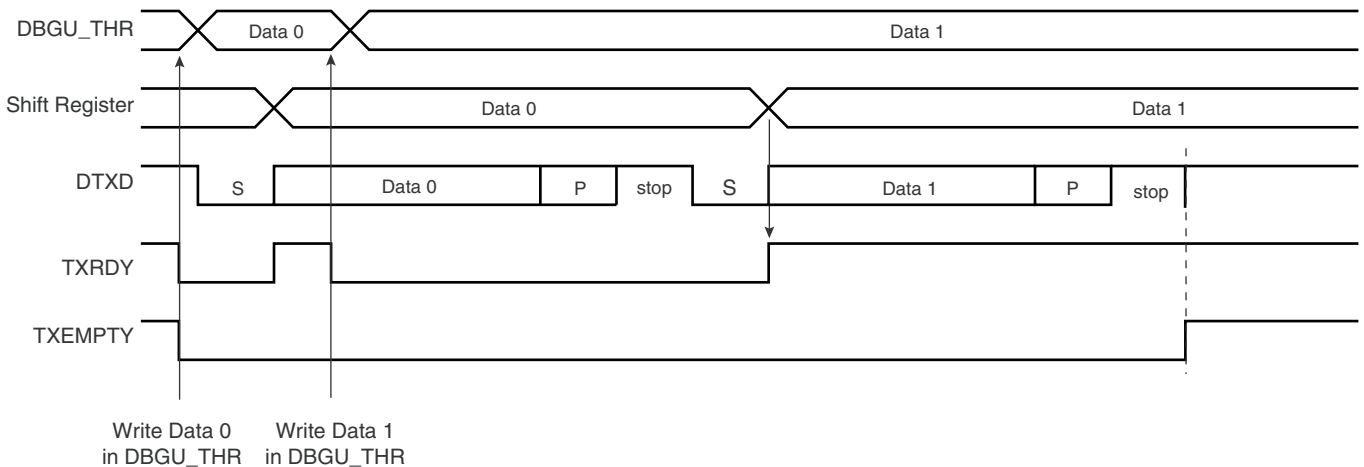 DBGU_THR
Data 0
Data 1
Shift Register
Data 0
Data 1
DTXD
S
Data 0
P
stop
S
Data 1
P
stop
TXRDY
TXEMPTY
Write Data 0
in DBGU_THR
Write Data 1
in DBGU_THR